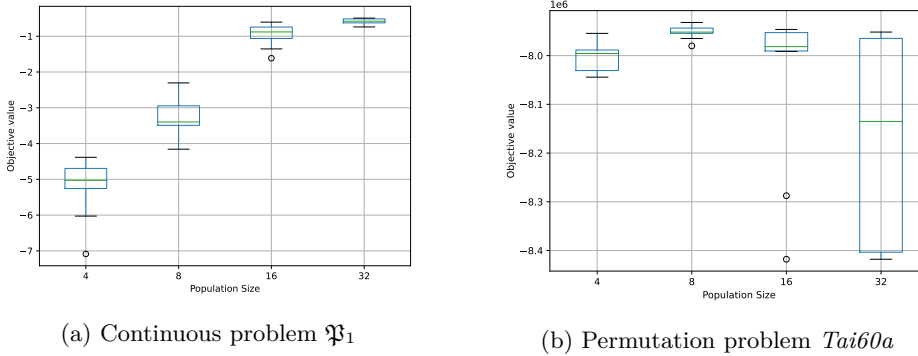 1e6
−1
−2
−3
−4
−5
−6
−7
Objective value
4 8 16 32
Population Size
−8.0
−8.1
−8.2
−8.3
−8.4
Objective value
4 8 16 32
Population Size
(a) Continuous problem 𝔓₁
(b) Permutation problem Tai60a